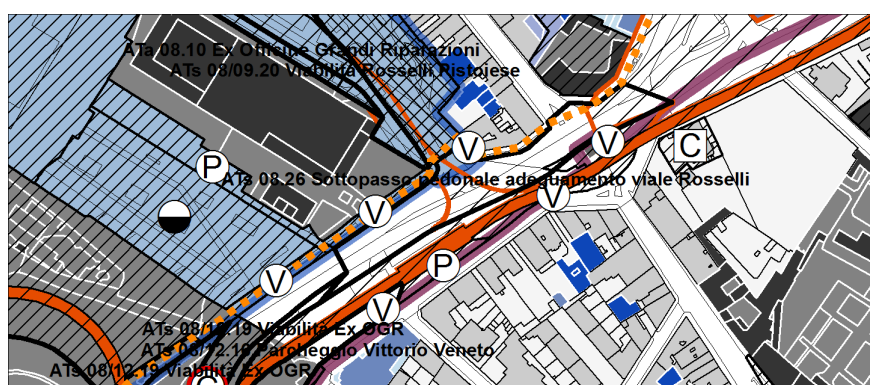 ATa 08.10 Ex Officine Grandi Riparazioni
ATs 08/09.20 Viabilità Rosselli Pistoiese
V
V
C
P
ATs 08.26 Sottopasso pedonale adeguamento viale Rosselli
V
V
P
V
V
ATs 08/12.19 Viabilità Ex OGR
ATs 08/12.18 Parcheggio Vittorio Veneto
ATs 08/12.19 Viabilità Ex OGR